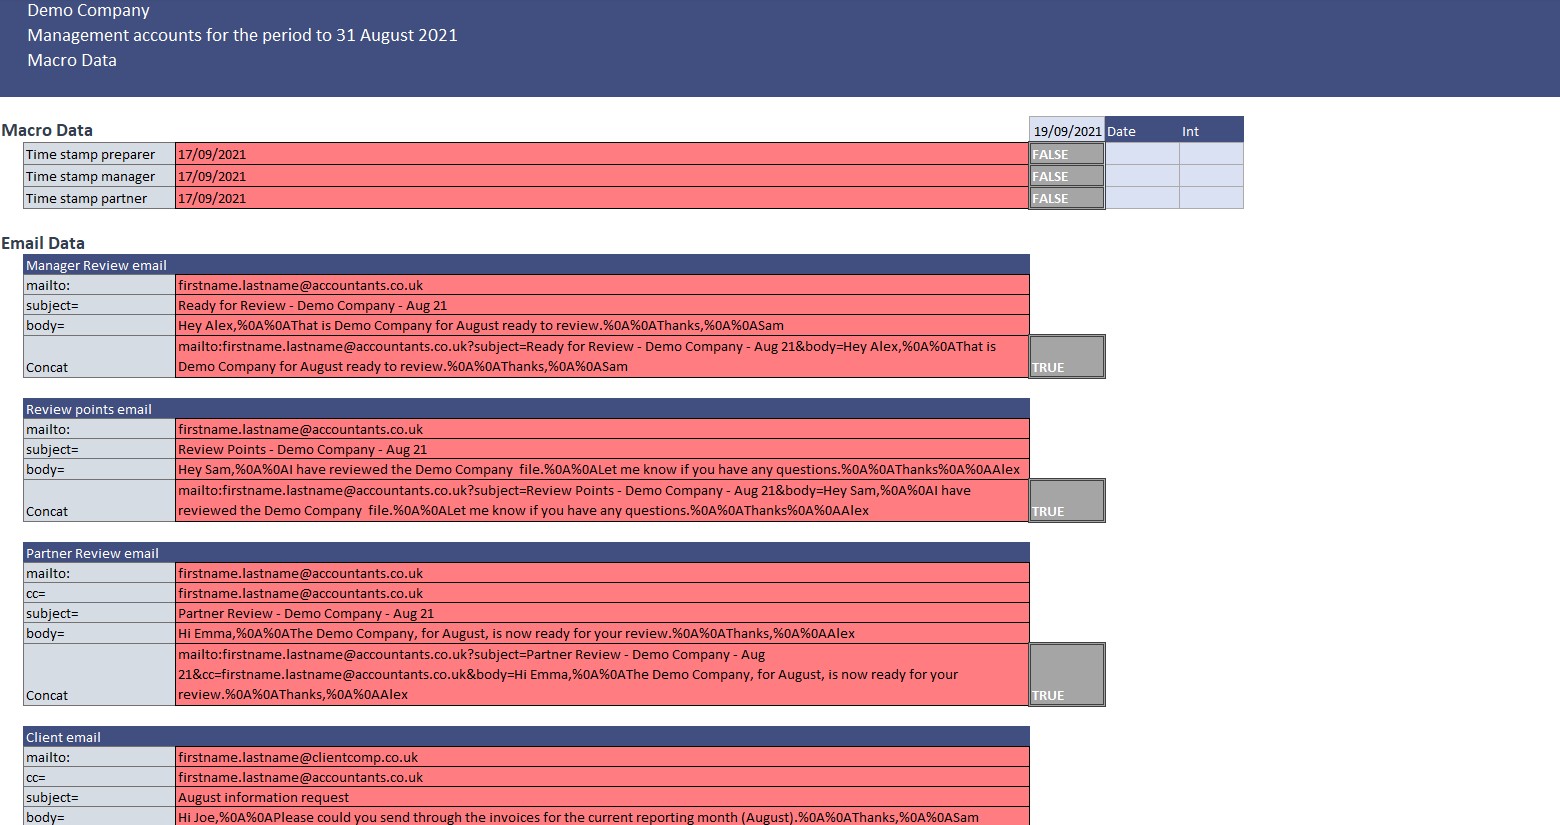 Demo Company
Management accounts for the period to 31 August 2021
Macro Data
Macro Data 19/09/2021 Date Int
Time stamp preparer 17/09/2021 FALSE
Time stamp manager 17/09/2021 FALSE
Time stamp partner 17/09/2021 FALSE
Email Data
Manager Review email
mailto: firstname.lastname@accountants.co.uk
subject= Ready for Review - Demo Company - Aug 21
body= Hey Alex,%0A%0AThat is Demo Company for August ready to review.%0A%0AThanks,%0A%0ASam
mailto:firstname.lastname@accountants.co.uk?subject=Ready for Review - Demo Company - Aug 21&body=Hey Alex,%0A%0AThat is
Concat Demo Company for August ready to review.%0A%0AThanks,%0A%0ASam TRUE
Review points email
mailto: firstname.lastname@accountants.co.uk
subject= Review Points - Demo Company - Aug 21
body= Hey Sam,%0A%0AI have reviewed the Demo Company  file.%0A%0ALet me know if you have any questions.%0A%0AThanks%0A%0AAlex
mailto:firstname.lastname@accountants.co.uk?subject=Review Points - Demo Company - Aug 21&body=Hey Sam,%0A%0AI have
Concat reviewed the Demo Company  file.%0A%0ALet me know if you have any questions.%0A%0AThanks%0A%0AAlex TRUE
Partner Review email
mailto: firstname.lastname@accountants.co.uk
cc= firstname.lastname@accountants.co.uk
subject= Partner Review - Demo Company - Aug 21
body= Hi Emma,%0A%0AThe Demo Company, for August, is now ready for your review.%0A%0AThanks,%0A%0AAlex
mailto:firstname.lastname@accountants.co.uk?subject=Partner Review - Demo Company - Aug
21&cc=firstname.lastname@accountants.co.uk&body=Hi Emma,%0A%0AThe Demo Company, for August, is now ready for your
Concat review.%0A%0AThanks,%0A%0AAlex TRUE
Client email
mailto: firstname.lastname@clientcomp.co.uk
cc= firstname.lastname@accountants.co.uk
subject= August information request
body= Hi Joe,%0A%0APlease could you send through the invoices for the current reporting month (August).%0A%0AThanks,%0A%0ASam